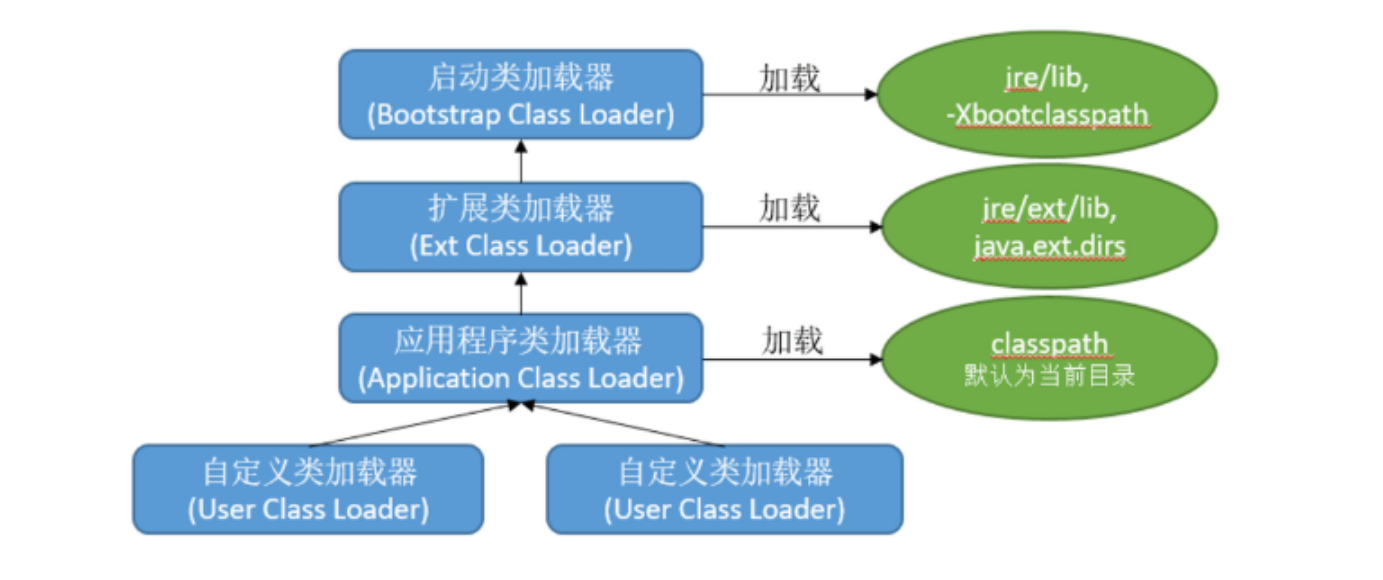 启动类加载器
(Bootstrap Class Loader)
加载
jre/lib,
-Xbootclasspath
扩展类加载器
(Ext Class Loader)
加载
jre/ext/lib,
java.ext.dirs
应用程序类加载器
(Application Class Loader)
加载
classpath
默认为当前目录
自定义类加载器
(User Class Loader)
自定义类加载器
(User Class Loader)